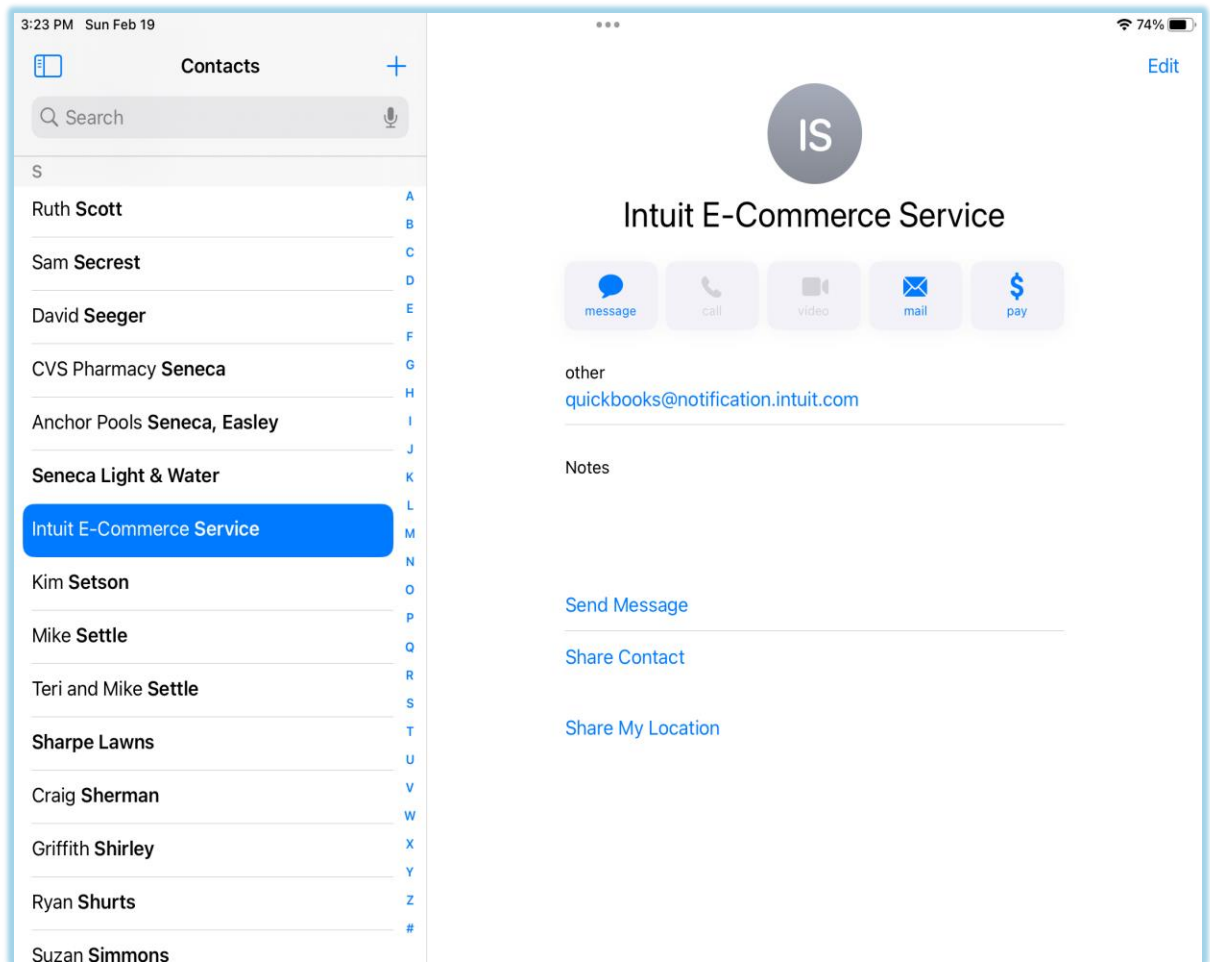 3:23 PM Sun Feb 19
74%
Contacts
Edit
Search
S
Ruth Scott
Sam Secrest
David Seeger
CVS Pharmacy Seneca
Anchor Pools Seneca, Easley
Seneca Light & Water
Intuit E-Commerce Service
Kim Setson
Mike Settle
Teri and Mike Settle
Sharpe Lawns
Craig Sherman
Griffith Shirley
Ryan Shurts
Suzan Simmons
A
B
C
D
E
F
G
H
I
J
K
L
M
N
O
P
Q
R
S
T
U
V
W
X
Y
Z
#
IS
Intuit E-Commerce Service
message call video mail pay
other
quickbooks@notification.intuit.com
Notes
Send Message
Share Contact
Share My Location